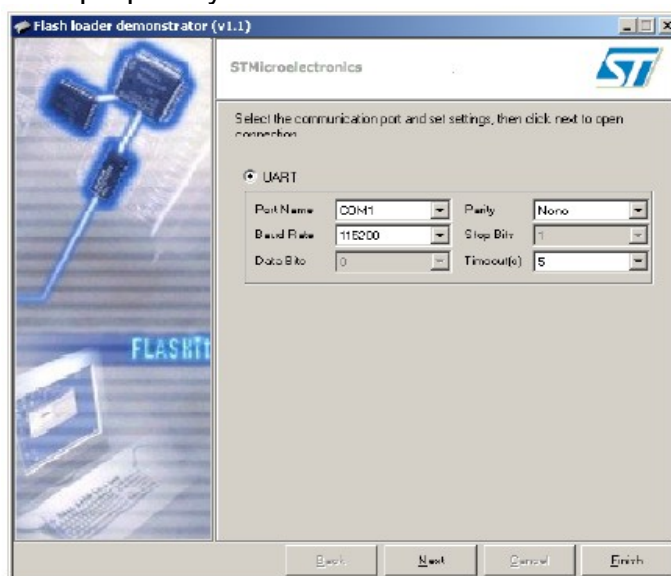 Flash loader demonstrator (v1.1)
STMicroelectronics
ST
Select the communication port and set settings, then click next to open
connection
UART
Port Name COM1 Parity None
Baud Rate 115200 Stop Bits 1
Data Bits Timeout(s) 5
Back Next Cancel Finish